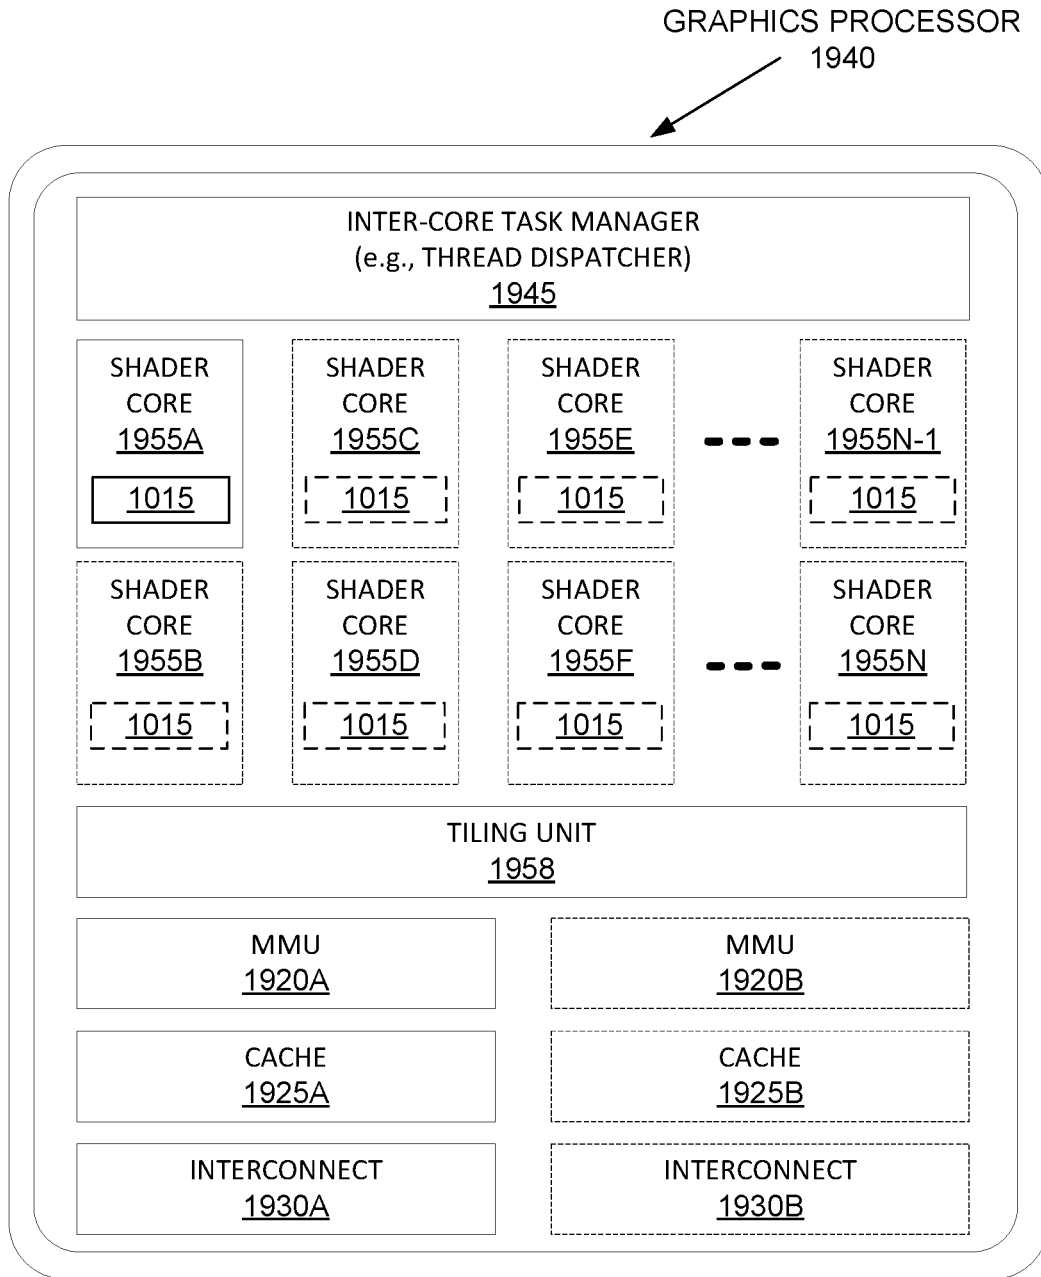 GRAPHICS PROCESSOR
1940
INTER-CORE TASK MANAGER
(e.g., THREAD DISPATCHER)
1945
SHADER
CORE
1955A
1015
SHADER
CORE
1955C
1015
SHADER
CORE
1955E
1015
SHADER
CORE
1955N-1
1015
SHADER
CORE
1955B
1015
SHADER
CORE
1955D
1015
SHADER
CORE
1955F
1015
SHADER
CORE
1955N
1015
TILING UNIT
1958
MMU
1920A
MMU
1920B
CACHE
1925A
CACHE
1925B
INTERCONNECT
1930A
INTERCONNECT
1930B